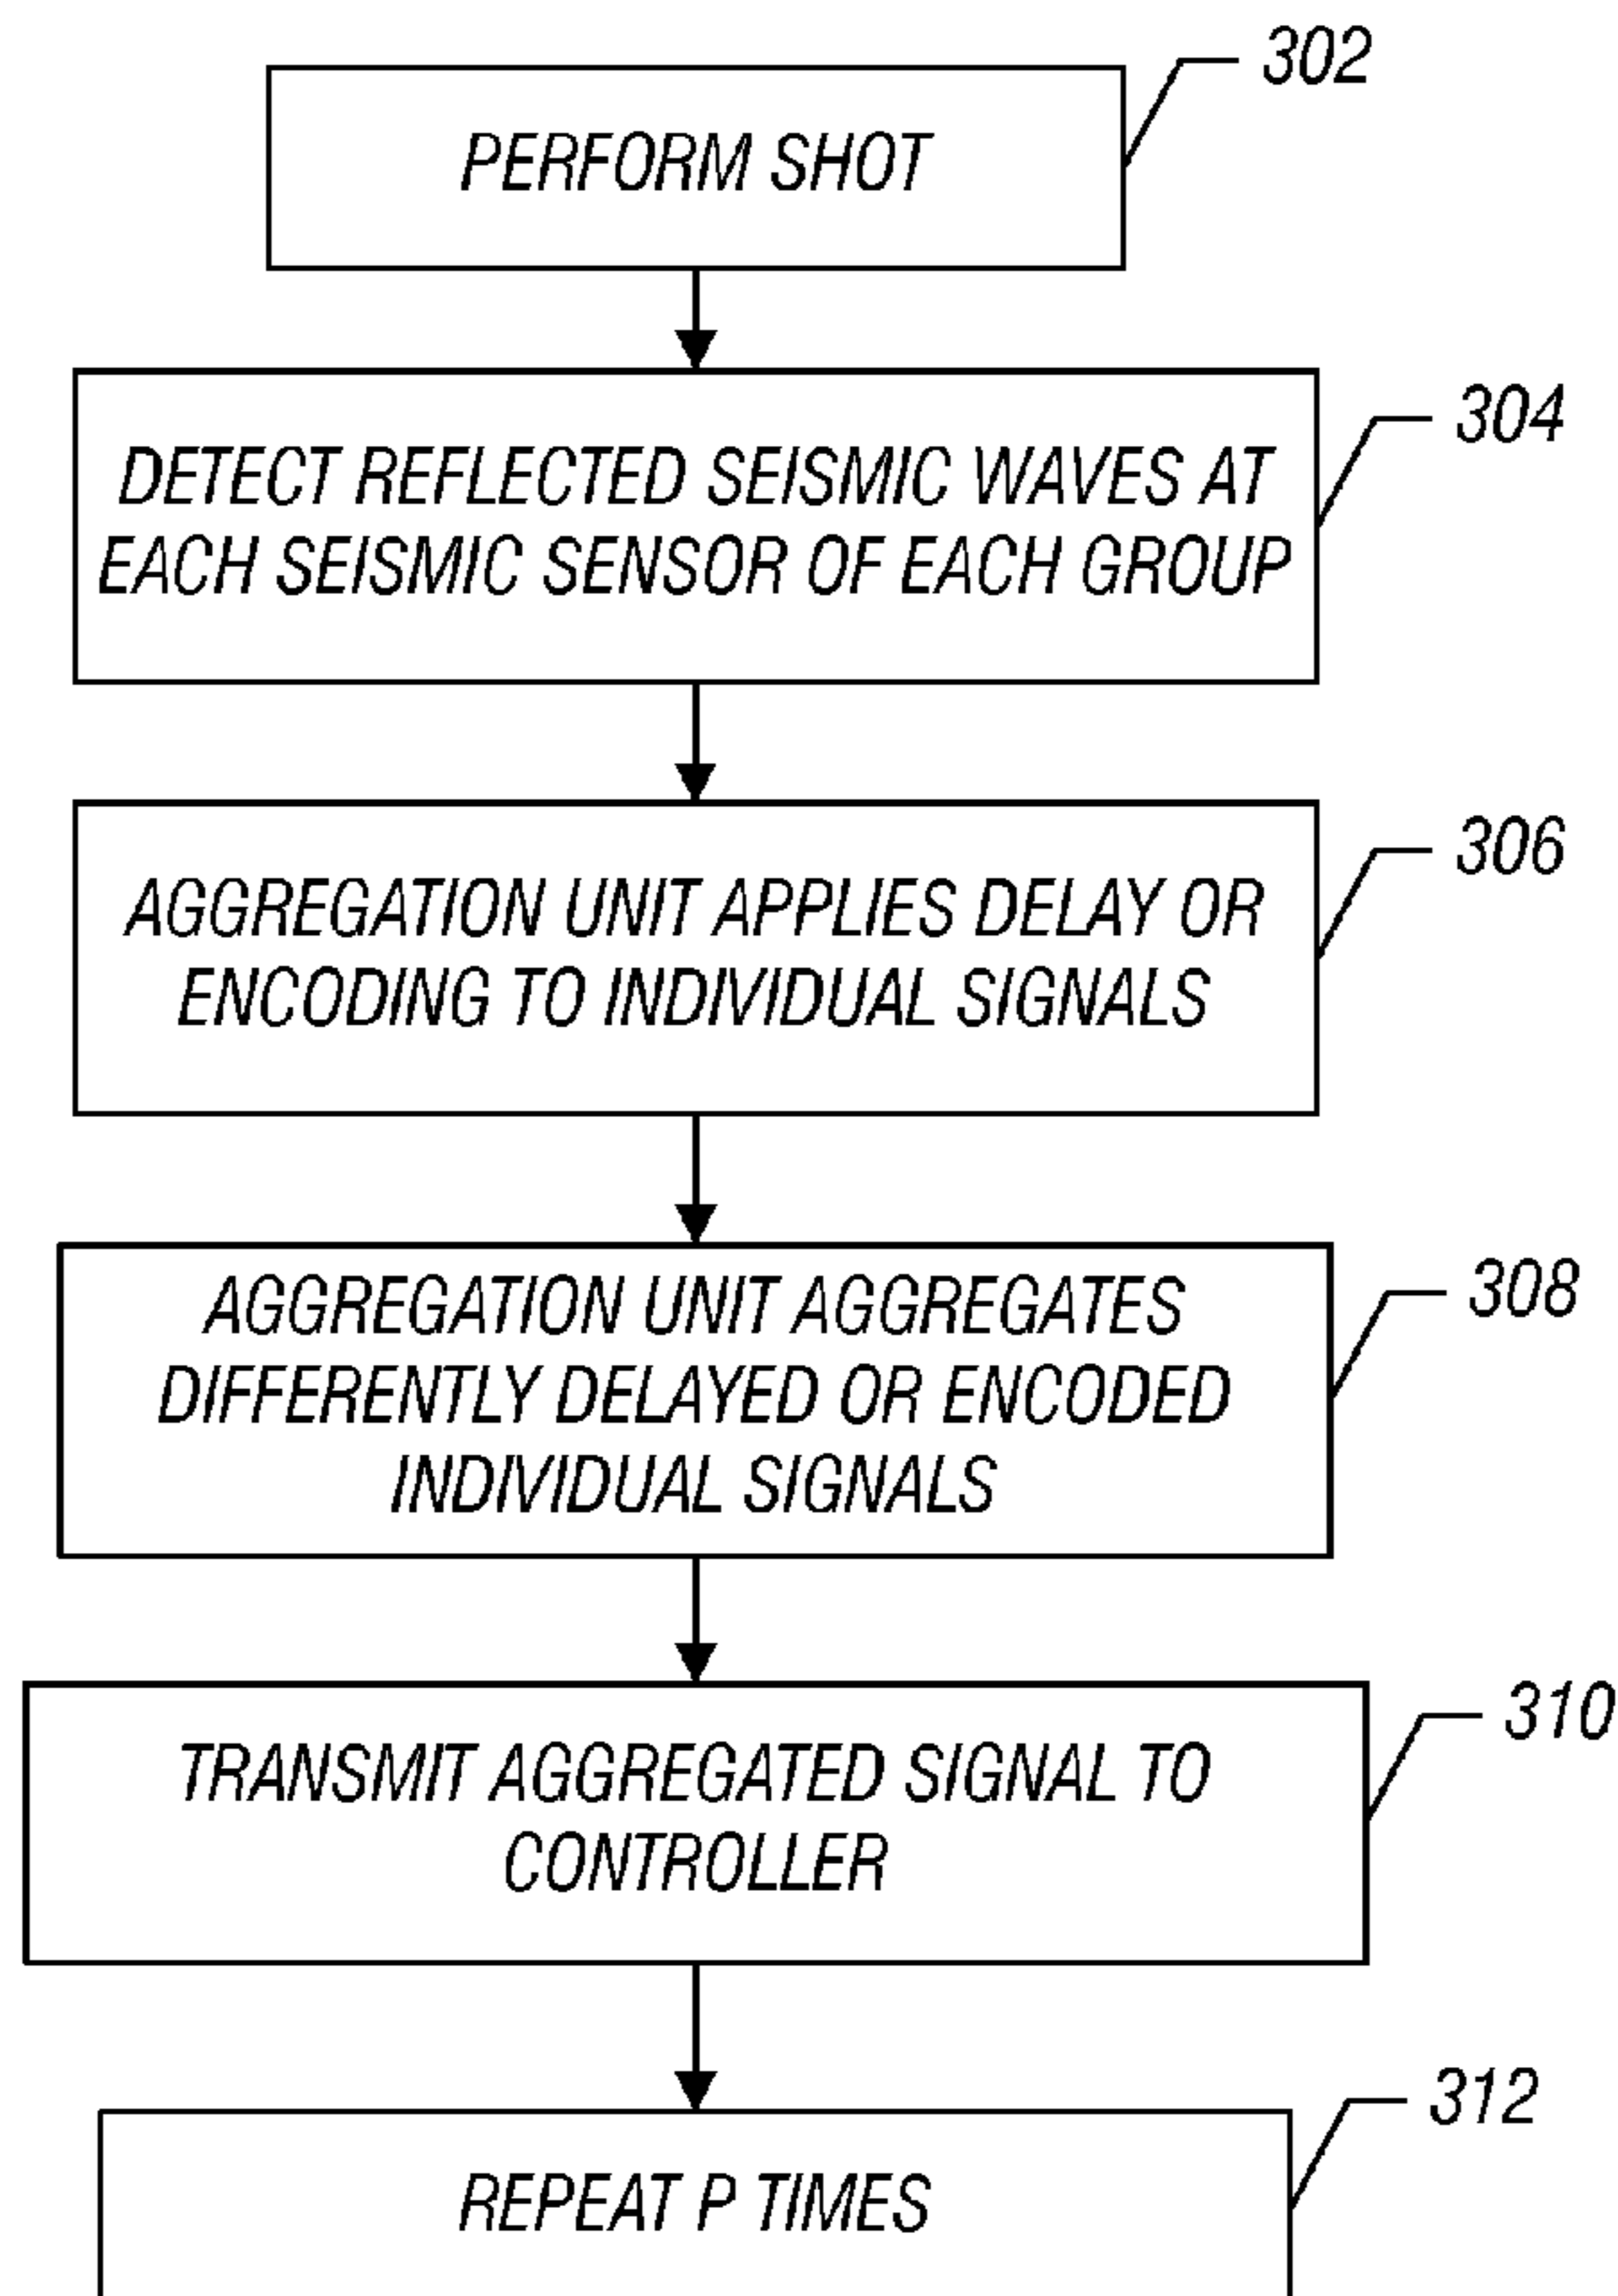 302
PERFORM SHOT
304
DETECT REFLECTED SEISMIC WAVES AT
EACH SEISMIC SENSOR OF EACH GROUP
306
AGGREGATION UNIT APPLIES DELAY OR
ENCODING TO INDIVIDUAL SIGNALS
308
AGGREGATION UNIT AGGREGATES
DIFFERENTLY DELAYED OR ENCODED
INDIVIDUAL SIGNALS
310
TRANSMIT AGGREGATED SIGNAL TO
CONTROLLER
312
REPEAT P TIMES